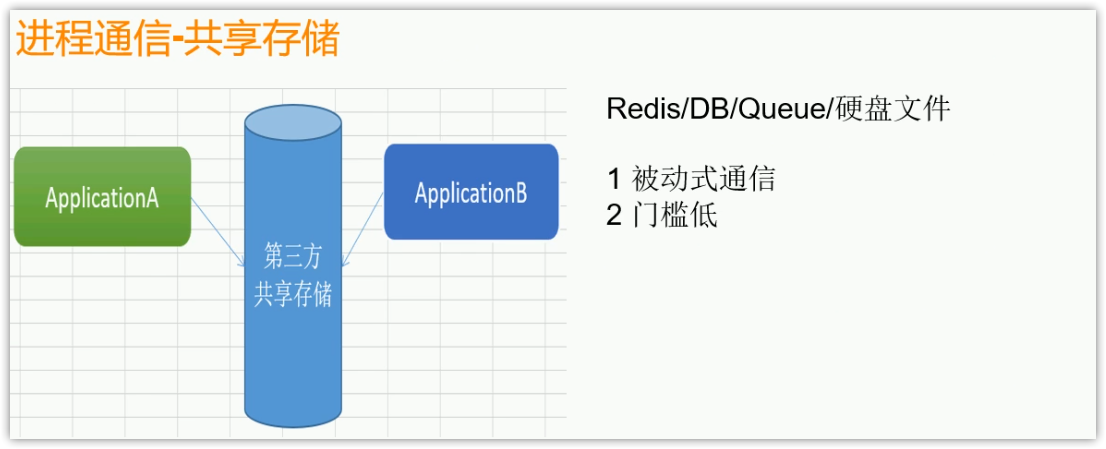 进程通信-共享存储
ApplicationA
第三方
共享存储
ApplicationB
Redis/DB/Queue/硬盘文件
1 被动式通信
2 门槛低